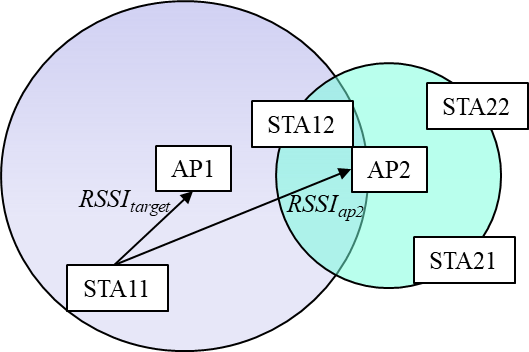 STA22
STA12
AP1
AP2
RSSItarget
RSSIap2
STA21
STA11